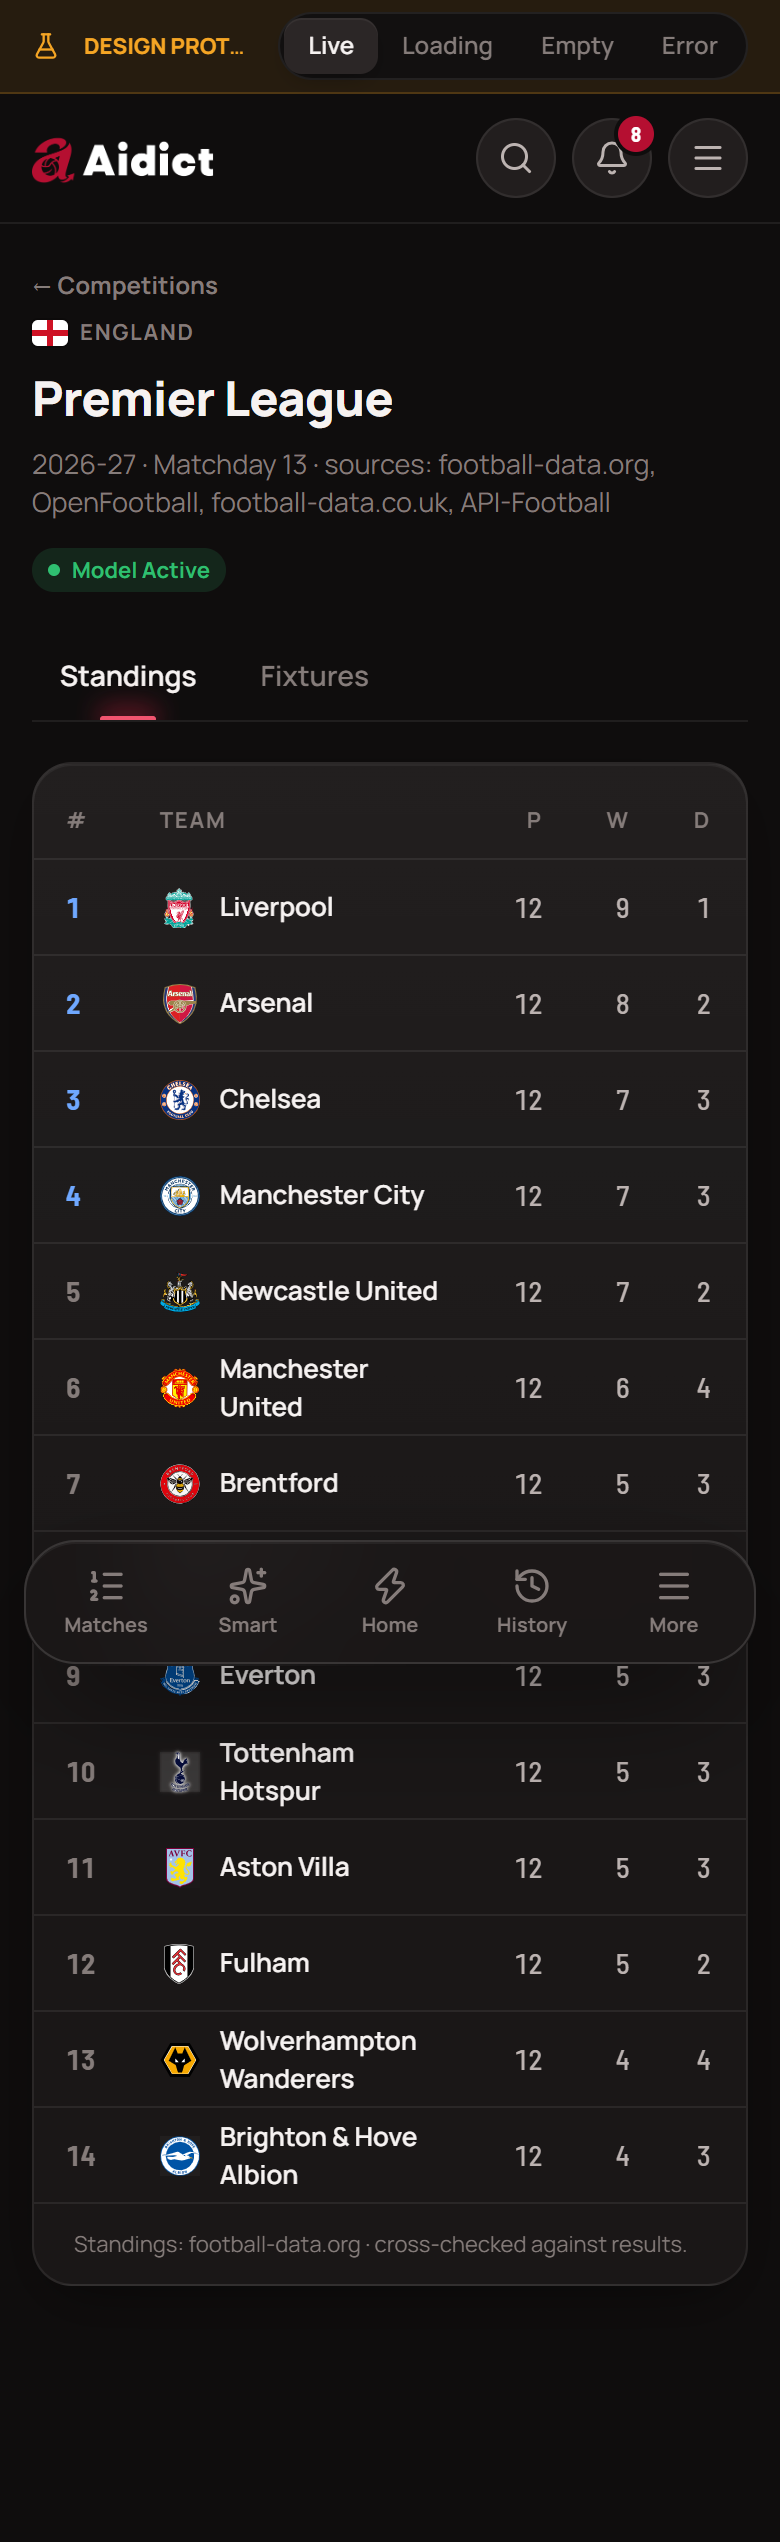 DESIGN PROT…
Live Loading Empty Error
Aidict
8
← Competitions
ENGLAND
Premier League
2026-27 · Matchday 13 · sources: football-data.org,
OpenFootball, football-data.co.uk, API-Football
Model Active
Standings Fixtures
# TEAM P W D
1 Liverpool 12 9 1
2 Arsenal 12 8 2
3 Chelsea 12 7 3
4 Manchester City 12 7 3
5 Newcastle United 12 7 2
6 Manchester
United 12 6 4
7 Brentford 12 5 3
Matches Smart Home History More
9 Everton 12 5 3
10 Tottenham
Hotspur 12 5 3
11 Aston Villa 12 5 3
12 Fulham 12 5 2
13 Wolverhampton
Wanderers 12 4 4
14 Brighton & Hove
Albion 12 4 3
Standings: football-data.org · cross-checked against results.